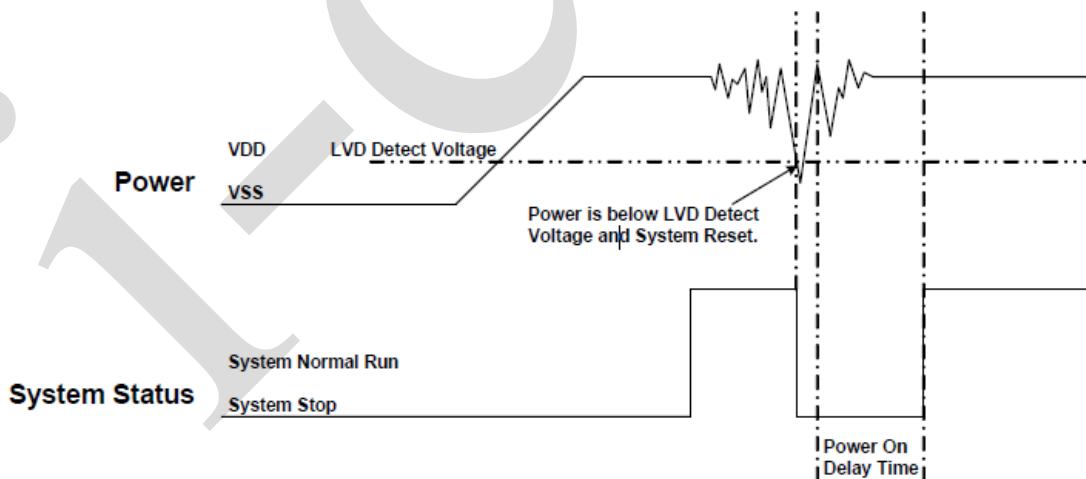 VDD
LVD Detect Voltage
Power
VSS
Power is below LVD Detect
Voltage and System Reset.
System Normal Run
System Status
System Stop
Power On
Delay Time